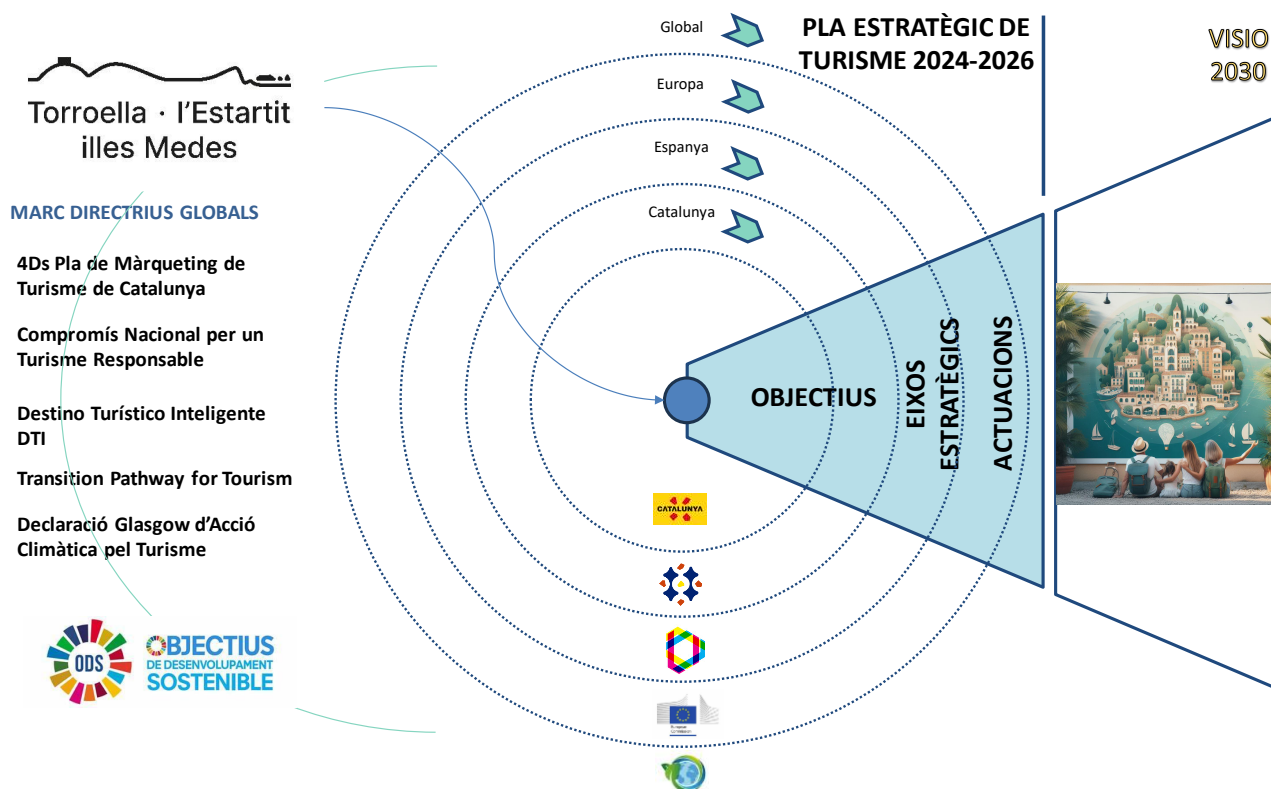 Torroella · l'Estartit
illes Medes
MARC DIRECTRIUS GLOBALS
4Ds Pla de Màrqueting de
Turisme de Catalunya
Compromís Nacional per un
Turisme Responsable
Destino Turístico Inteligente
DTI
Transition Pathway for Tourism
Declaració Glasgow d'Acció
Climàtica pel Turisme
ODS
OBJECTIUS
DE DESENVOLUPAMENT
SOSTENIBLE
Global
Europa
Espanya
Catalunya
PLA ESTRATÈGIC DE
TURISME 2024-2026
OBJECTIUS
EIXOS
ESTRATÈGICS
ACTUACIONS
CATALUNYA
VISIO
2030